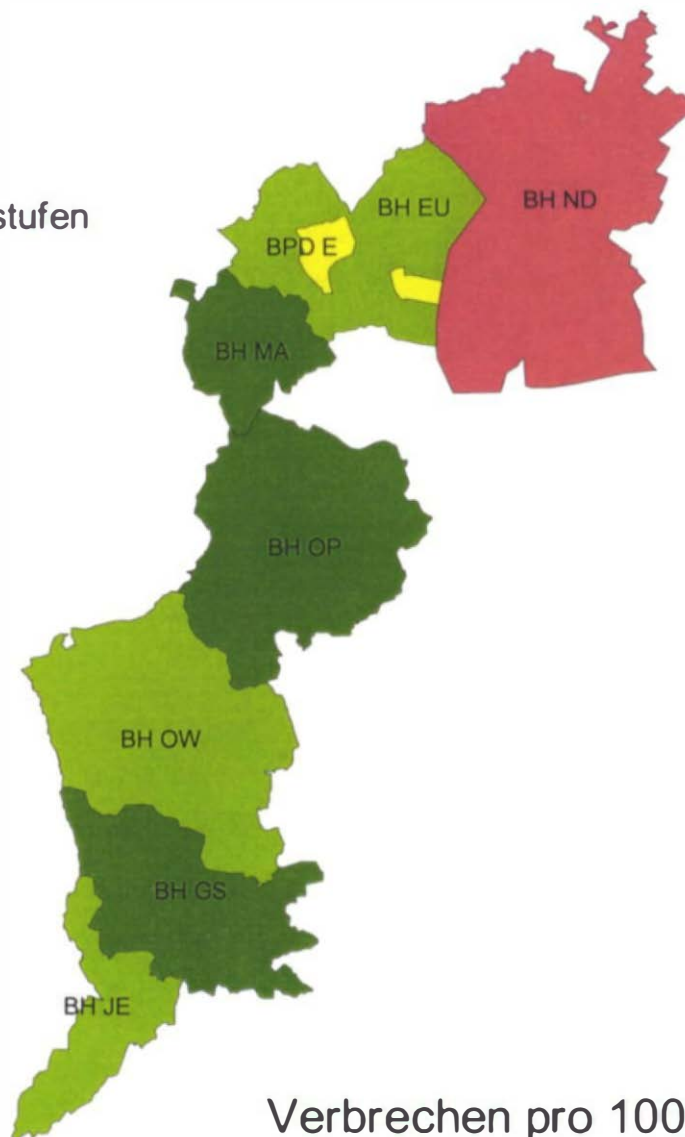 BH ND
BH EU
stufen
BPD E
BH MA
BH OP
BH OW
BH GS
BH JE
Verbrechen pro 100